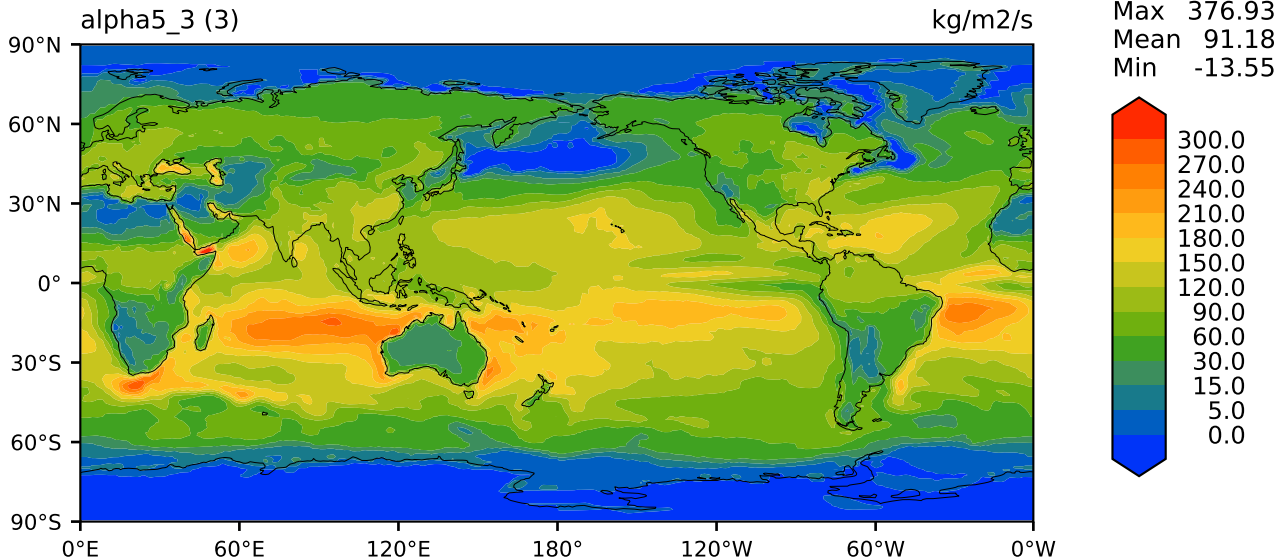 alpha5_3 (3)
kg/m2/s
Max 376.93
Mean 91.18
Min -13.55
90°N
60°N
30°N
0°
30°S
60°S
90°S
0°E
60°E
120°E
180°
120°W
60°W
0°W
300.0
270.0
240.0
210.0
180.0
150.0
120.0
90.0
60.0
30.0
15.0
5.0
0.0